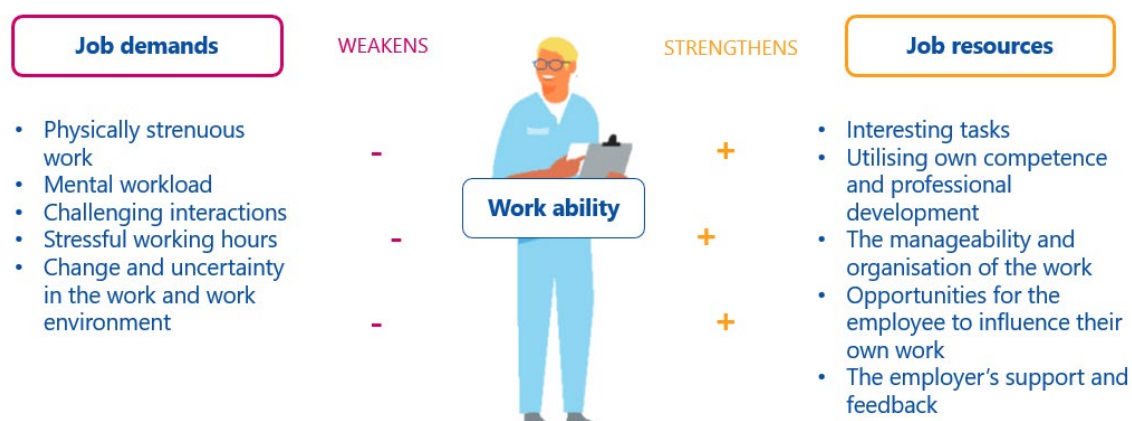 Job demands
WEAKENS
STRENGTHENS
Job resources
• Physically strenuous
work
• Mental workload
• Challenging interactions
• Stressful working hours
• Change and uncertainty
in the work and work
environment
-
-
-
Work ability
+
+
+
• Interesting tasks
• Utilising own competence
and professional
development
• The manageability and
organisation of the work
• Opportunities for the
employee to influence their
own work
• The employer's support and
feedback